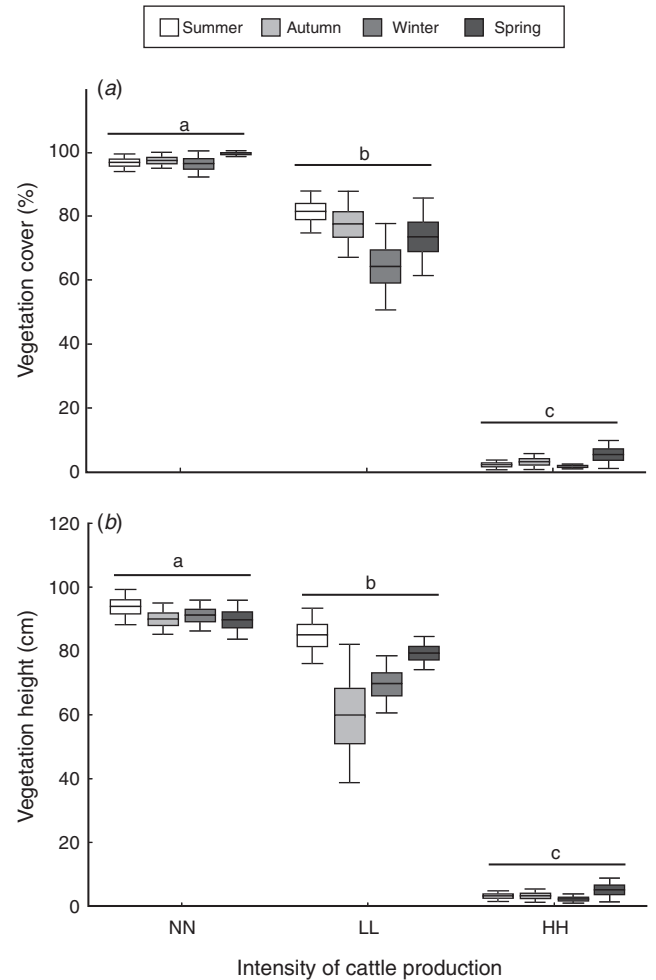 Summer Autumn Winter Spring
(a)
a
b
c
100
80
60
40
20
0
Vegetation cover (%)
(b)
a
b
c
120
100
80
60
40
20
0
Vegetation height (cm)
NN LL HH
Intensity of cattle production